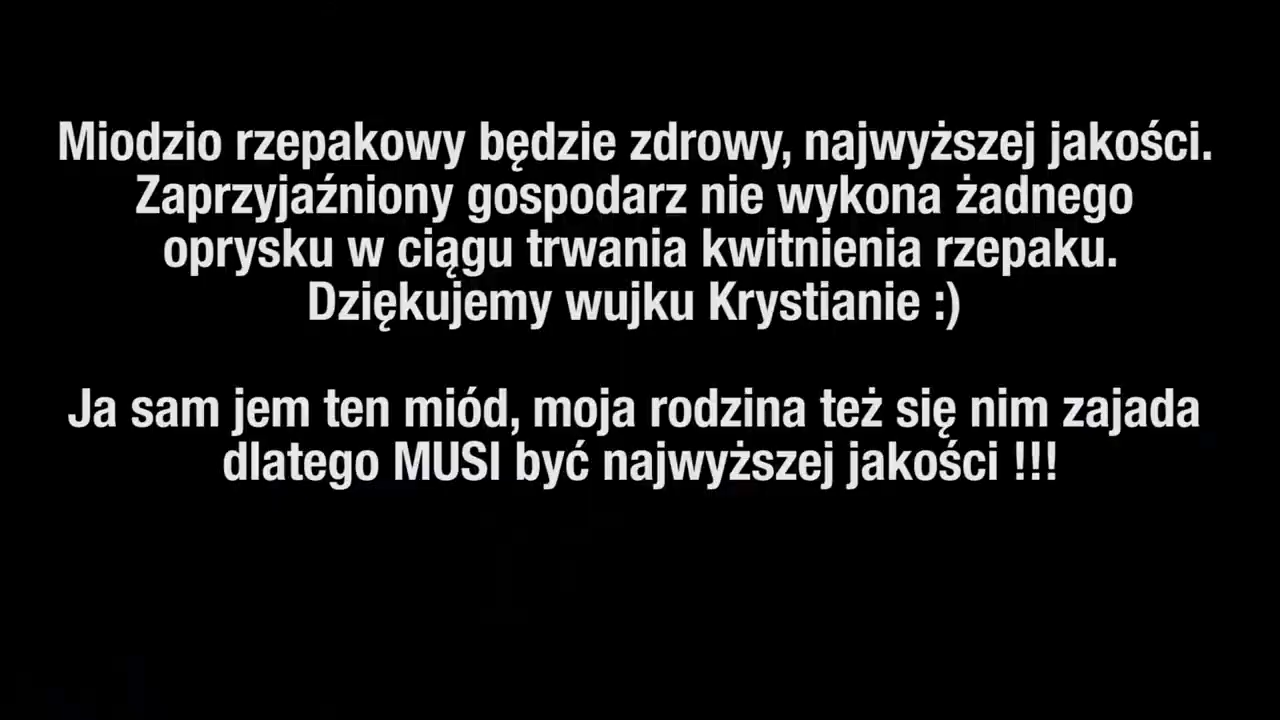 Miodzio rzepakowy będzie zdrowy, najwyższej jakości.
Zaprzyjaźniony gospodarz nie wykona żadnego
oprysku w ciągu trwania kwitnienia rzepaku.
Dziękujemy wujku Krystianie :)
Ja sam jem ten miód, moja rodzina też się nim zajada
dlatego MUSI być najwyższej jakości !!!